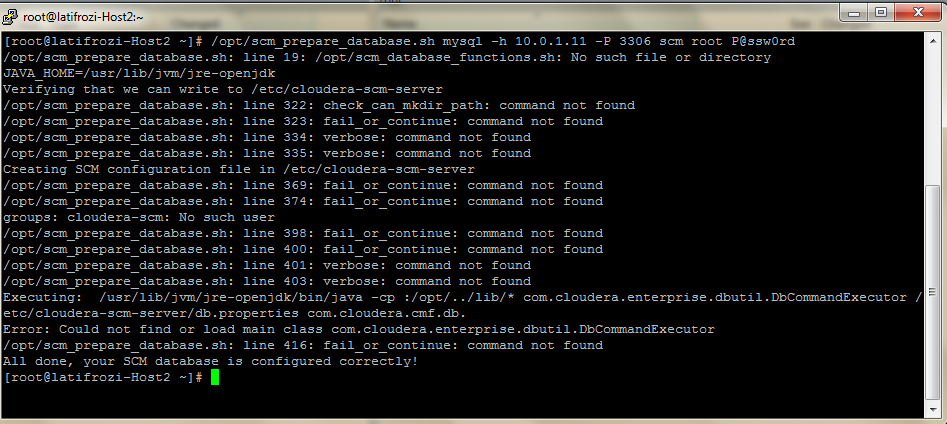 root@latifrozi-Host2:~
[root@latifrozi-Host2 ~]# /opt/scm_prepare_database.sh mysql -h 10.0.1.11 -P 3306 scm root P@ssw0rd
/opt/scm_prepare_database.sh: line 19: /opt/scm_database_functions.sh: No such file or directory
JAVA_HOME=/usr/lib/jvm/jre-openjdk
Verifying that we can write to /etc/cloudera-scm-server
/opt/scm_prepare_database.sh: line 322: check_can_mkdir_path: command not found
/opt/scm_prepare_database.sh: line 323: fail_or_continue: command not found
/opt/scm_prepare_database.sh: line 334: verbose: command not found
/opt/scm_prepare_database.sh: line 335: verbose: command not found
Creating SCM configuration file in /etc/cloudera-scm-server
/opt/scm_prepare_database.sh: line 369: fail_or_continue: command not found
/opt/scm_prepare_database.sh: line 374: fail_or_continue: command not found
groups: cloudera-scm: No such user
/opt/scm_prepare_database.sh: line 398: fail_or_continue: command not found
/opt/scm_prepare_database.sh: line 400: fail_or_continue: command not found
/opt/scm_prepare_database.sh: line 401: verbose: command not found
/opt/scm_prepare_database.sh: line 403: verbose: command not found
Executing:  /usr/lib/jvm/jre-openjdk/bin/java -cp :/opt/../lib/* com.cloudera.enterprise.dbutil.DbCommandExecutor /
etc/cloudera-scm-server/db.properties com.cloudera.cmf.db.
Error: Could not find or load main class com.cloudera.enterprise.dbutil.DbCommandExecutor
/opt/scm_prepare_database.sh: line 416: fail_or_continue: command not found
All done, your SCM database is configured correctly!
[root@latifrozi-Host2 ~]#